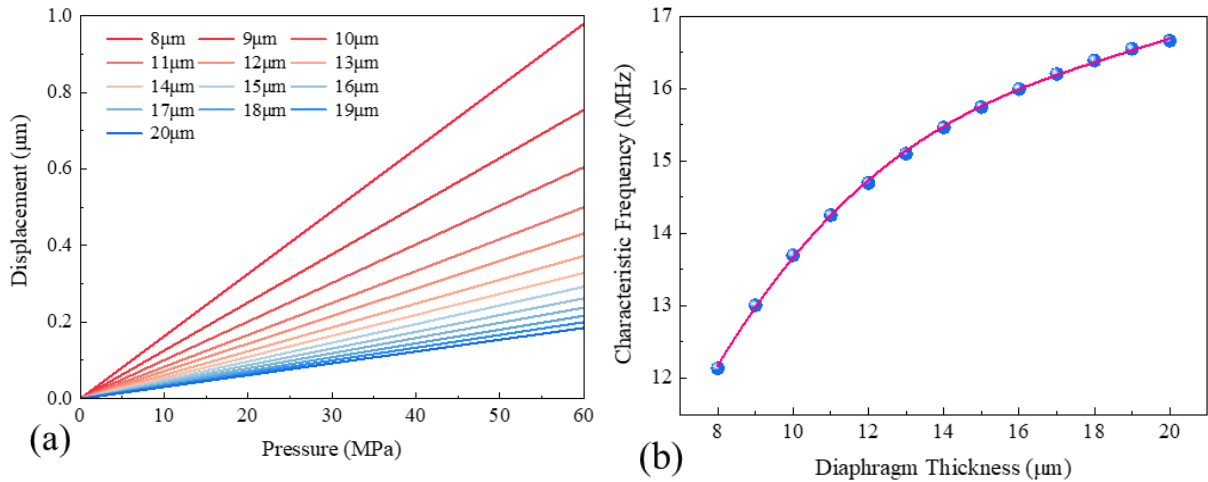 1.0
0.8
0.6
0.4
0.2
0.0
Displacement (μm)
8μm 9μm 10μm
11μm 12μm 13μm
14μm 15μm 16μm
17μm 18μm 19μm
20μm
0 10 20 30 40 50 60
Pressure (MPa)
(a)
17
16
15
14
13
12
Characteristic Frequency (MHz)
8 10 12 14 16 18 20
Diaphragm Thickness (μm)
(b)